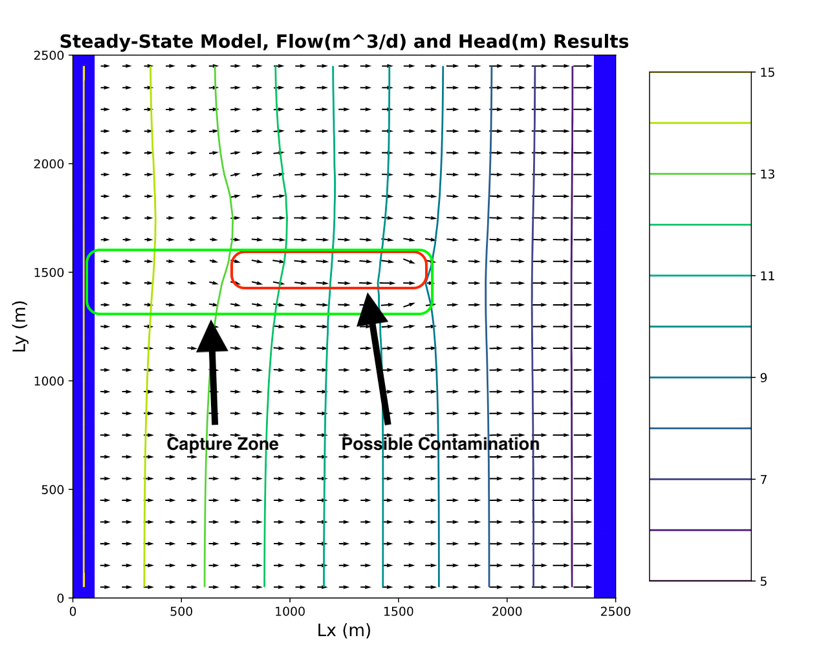 Steady-State Model, Flow(m^3/d) and Head(m) Results
2500
2000
1500
1000
500
0
Ly (m)
Capture Zone
Possible Contamination
0 500 1000 1500 2000 2500
Lx (m)
15
13
11
9
7
5